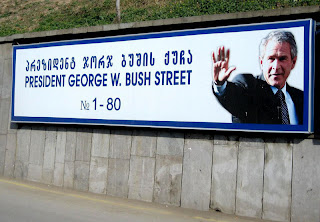 პრეზიდენტ ჯორჯ ბუშის ქუჩა
PRESIDENT GEORGE W. BUSH STREET
№ 1-80